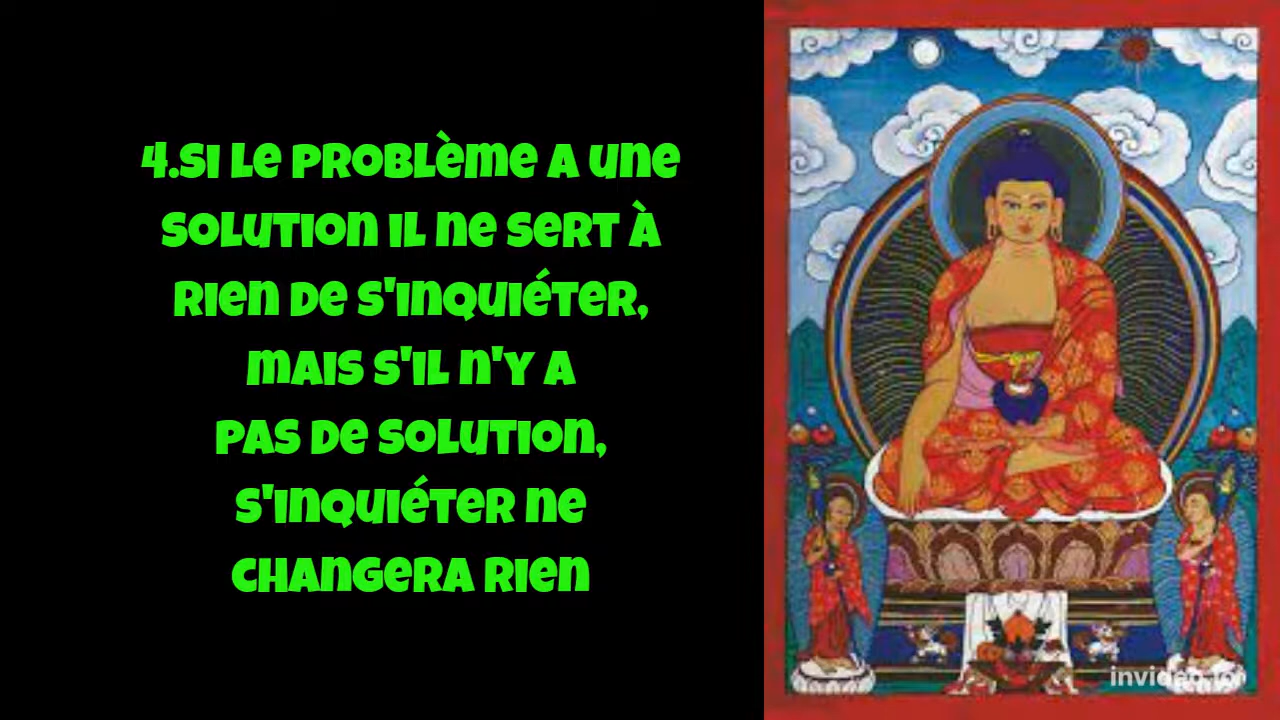 4.Si le problème a une
solution il ne sert à
rien de s'inquiéter,
mais s'il n'y a
pas de solution,
s'inquiéter ne
changera rien